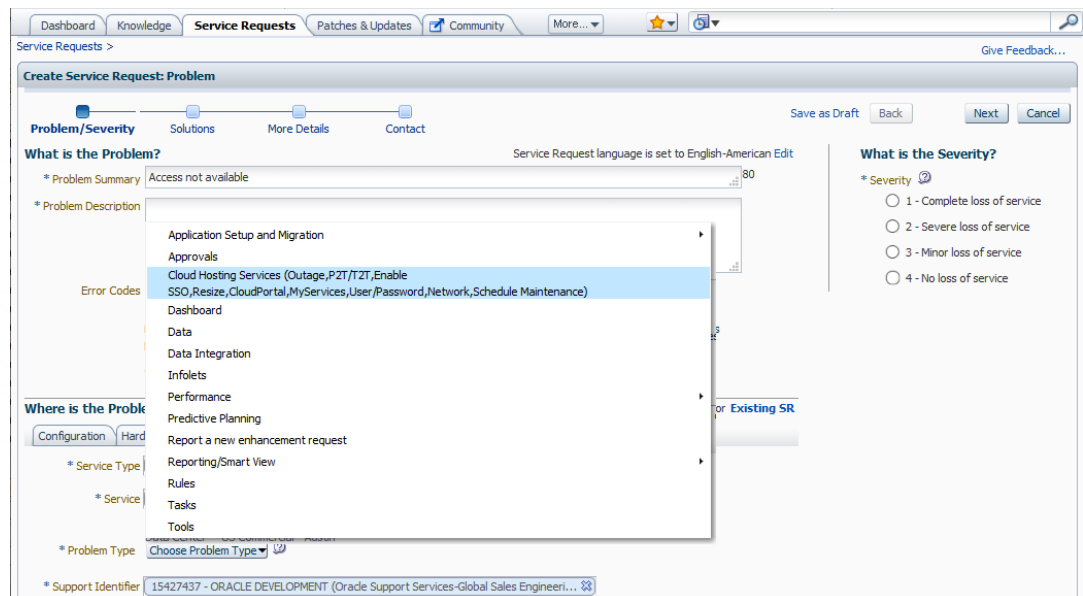 Dashboard Knowledge Service Requests Patches & Updates Community More...
Service Requests >
Give Feedback...
Create Service Request: Problem
Problem/Severity Solutions More Details Contact
Save as Draft Back Next Cancel
What is the Problem?
Service Request language is set to English-American Edit
* Problem Summary Access not available 80
* Problem Description
Application Setup and Migration
Approvals
Cloud Hosting Services (Outage,P2T/T2T,Enable
SSO,Resize,CloudPortal,MyServices,User/Password,Network,Schedule Maintenance)
Error Codes
Dashboard
Data
Data Integration
Infolets
Performance
Predictive Planning
Report a new enhancement request
Reporting/Smart View
Rules
Tasks
Tools
What is the Severity?
* Severity
1 - Complete loss of service
2 - Severe loss of service
3 - Minor loss of service
4 - No loss of service
Where is the Proble
or Existing SR
Configuration Hard
* Service Type
* Service
* Problem Type Choose Problem Type
* Support Identifier 15427437 - ORACLE DEVELOPMENT (Oracle Support Services-Global Sales Engineeri...